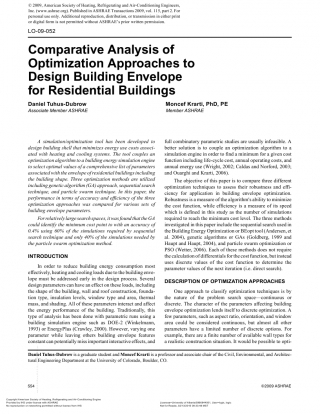 © 2009, American Society of Heating, Refrigerating and Air-Conditioning Engineers,
Inc. (www.ashrae.org). Published in ASHRAE Transactions 2009, vol. 115, part 2. For
personal use only. Additional reproduction, distribution, or transmission in either print
or digital form is not permitted without ASHRAE's prior written permission.
LO-09-052
Comparative Analysis of
Optimization Approaches to
Design Building Envelope
for Residential Buildings
Daniel Tuhus-Dubrow
Associate Member ASHRAE
Moncef Krarti, PhD, PE
Member ASHRAE
A simulation/optimization tool has been developed to
design building shell that minimizes energy use costs associ-
ated with heating and cooling systems. The tool couples an
optimization algorithm to a building energy simulation engine
to select optimal values of a comprehensive list of parameters
associated with the envelope of residential building including
the building shape. Three optimization methods are utilized
including genetic algorithm (GA) approach, sequential search
technique, and particle swarm technique. In this paper, the
performance in terms of accuracy and efficiency of the three
optimization approaches was compared for various sets of
building envelope parameters.
For relatively large search spaces, it was found that the GA
could identify the minimum cost point to with an accuracy of
0.4% using 60% of the simulations required by sequential
search technique and only 40% of the simulations needed by
the particle swarm optimization method.
INTRODUCTION
In order to reduce building energy consumption most
effectively, heating and cooling loads due to the building enve-
lope must be addressed early in the design process. Several
design parameters can have an effect on these loads, including
the shape of the building, wall and roof construction, founda-
tion type, insulation levels, window type and area, thermal
mass, and shading. All of these parameters interact and affect
the energy performance of the building. Traditionally, this
type of analysis has been done with parametric runs using a
building simulation engine such as DOE-2 (Winkelmann,
1993) or EnergyPlus (Crawley, 2000). However, varying one
parameter while leaving others building envelope features
constant can potentially miss important interactive effects, and
full combinatory parametric studies are usually infeasible. A
better solution is to couple an optimization algorithm to a
simulation engine in order to find a minimum for a given cost
function including life-cycle cost, annual operating costs, and
annual energy use (Wright, 2002; Caldas and Norford, 2003;
and Ouarghi and Krarti, 2006).
The objective of this paper is to compare three different
optimization techniques to assess their robustness and effi-
ciency for application in building envelope optimization.
Robustness is a measure of the algorithm's ability to minimize
the cost function, while efficiency is a measure of its speed
which is defined in this study as the number of simulations
required to reach the minimum cost level. The three methods
investigated in this paper include the sequential search used in
the Building Energy Optimization or BEopt tool (Anderson, et
al. 2004), genetic algorithms or GAs (Goldberg, 1989 and
Haupt and Haupt, 2004), and particle swarm optimization or
PSO (Wetter, 2006). Each of these methods does not require
the calculation of differentials for the cost function, but instead
uses discrete values of the cost function to determine the
parameter values of the next iteration (i.e. direct search).
DESCRIPTION OF OPTIMIZATION APPROACHES
One approach to classify optimization techniques is by
the nature of the problem search space—continuous or
discrete. The character of the parameters affecting building
envelope optimization lends itself to discrete optimization. A
few parameters, such as aspect ratio, orientation, and window
area could be considered continuous, but almost all other
parameters have a limited number of discrete options. For
example, there are a finite number of available wall types for
a realistic construction situation. It would be possible to opti-
Daniel Tuhus-Dubrow is a graduate student and Moncef Krarti is a professor and associate chair of the Civil, Environmental, and Architec-
tural Engineering Department at the University of Colorado, Boulder, CO.
554
©2009 ASHRAE